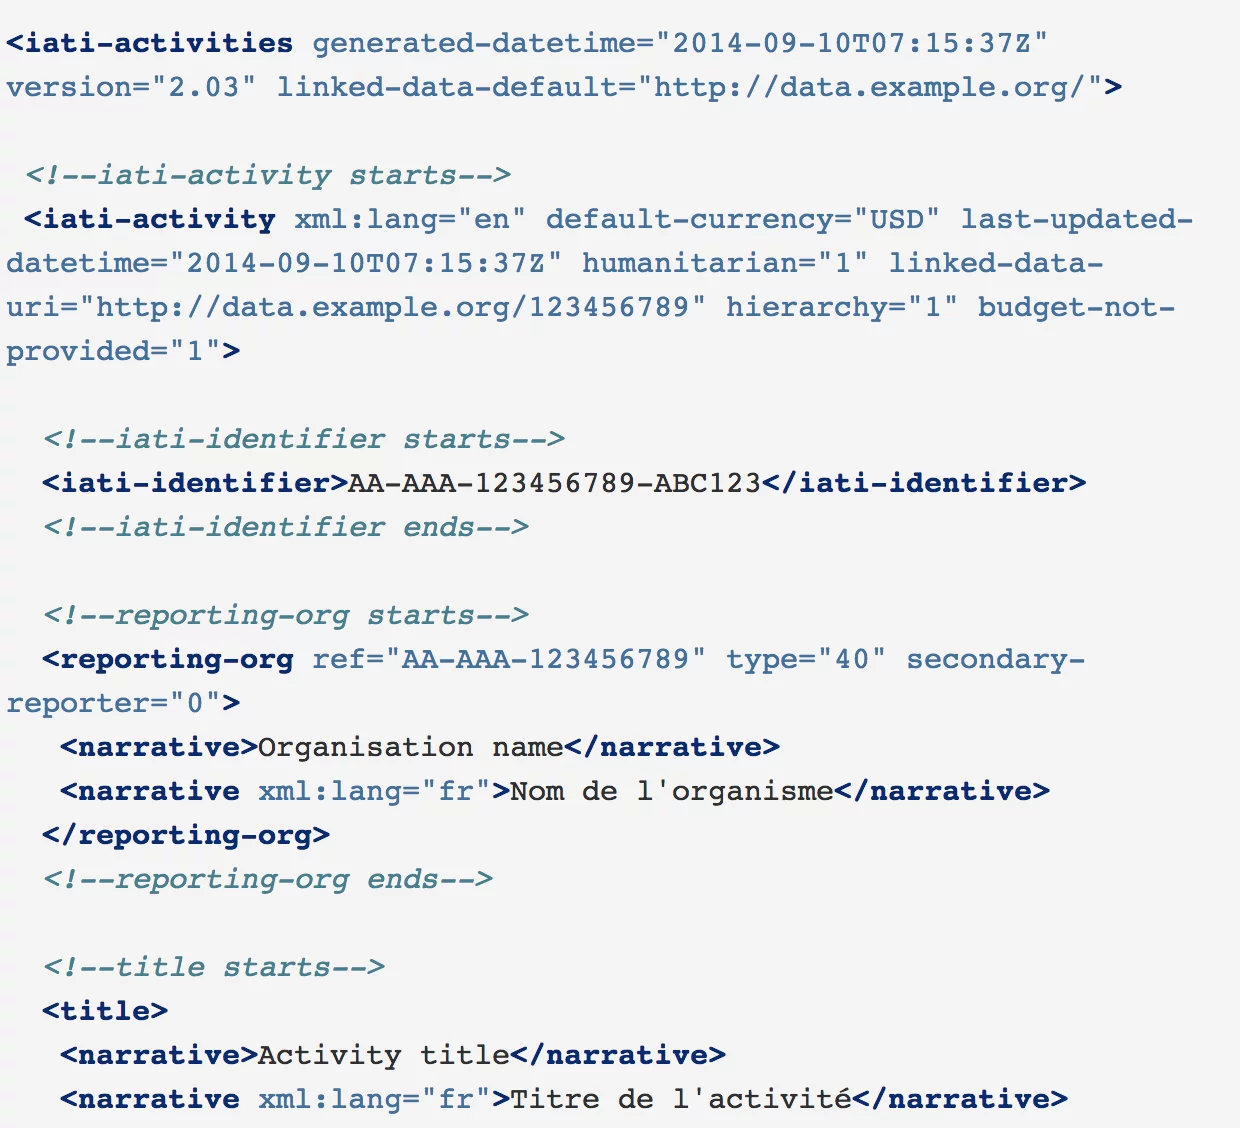 <iati-activities generated-datetime="2014-09-10T07:15:37Z"
version="2.03" linked-data-default="http://data.example.org/">
<!--iati-activity starts-->
<iati-activity xml:lang="en" default-currency="USD" last-updated-
datetime="2014-09-10T07:15:37Z" humanitarian="1" linked-data-
uri="http://data.example.org/123456789" hierarchy="1" budget-not-
provided="1">
<!--iati-identifier starts-->
<iati-identifier>AA-AAA-123456789-ABC123</iati-identifier>
<!--iati-identifier ends-->
<!--reporting-org starts-->
<reporting-org ref="AA-AAA-123456789" type="40" secondary-
reporter="0">
<narrative>Organisation name</narrative>
<narrative xml:lang="fr">Nom de l'organisme</narrative>
</reporting-org>
<!--reporting-org ends-->
<!--title starts-->
<title>
<narrative>Activity title</narrative>
<narrative xml:lang="fr">Titre de l'activité</narrative>